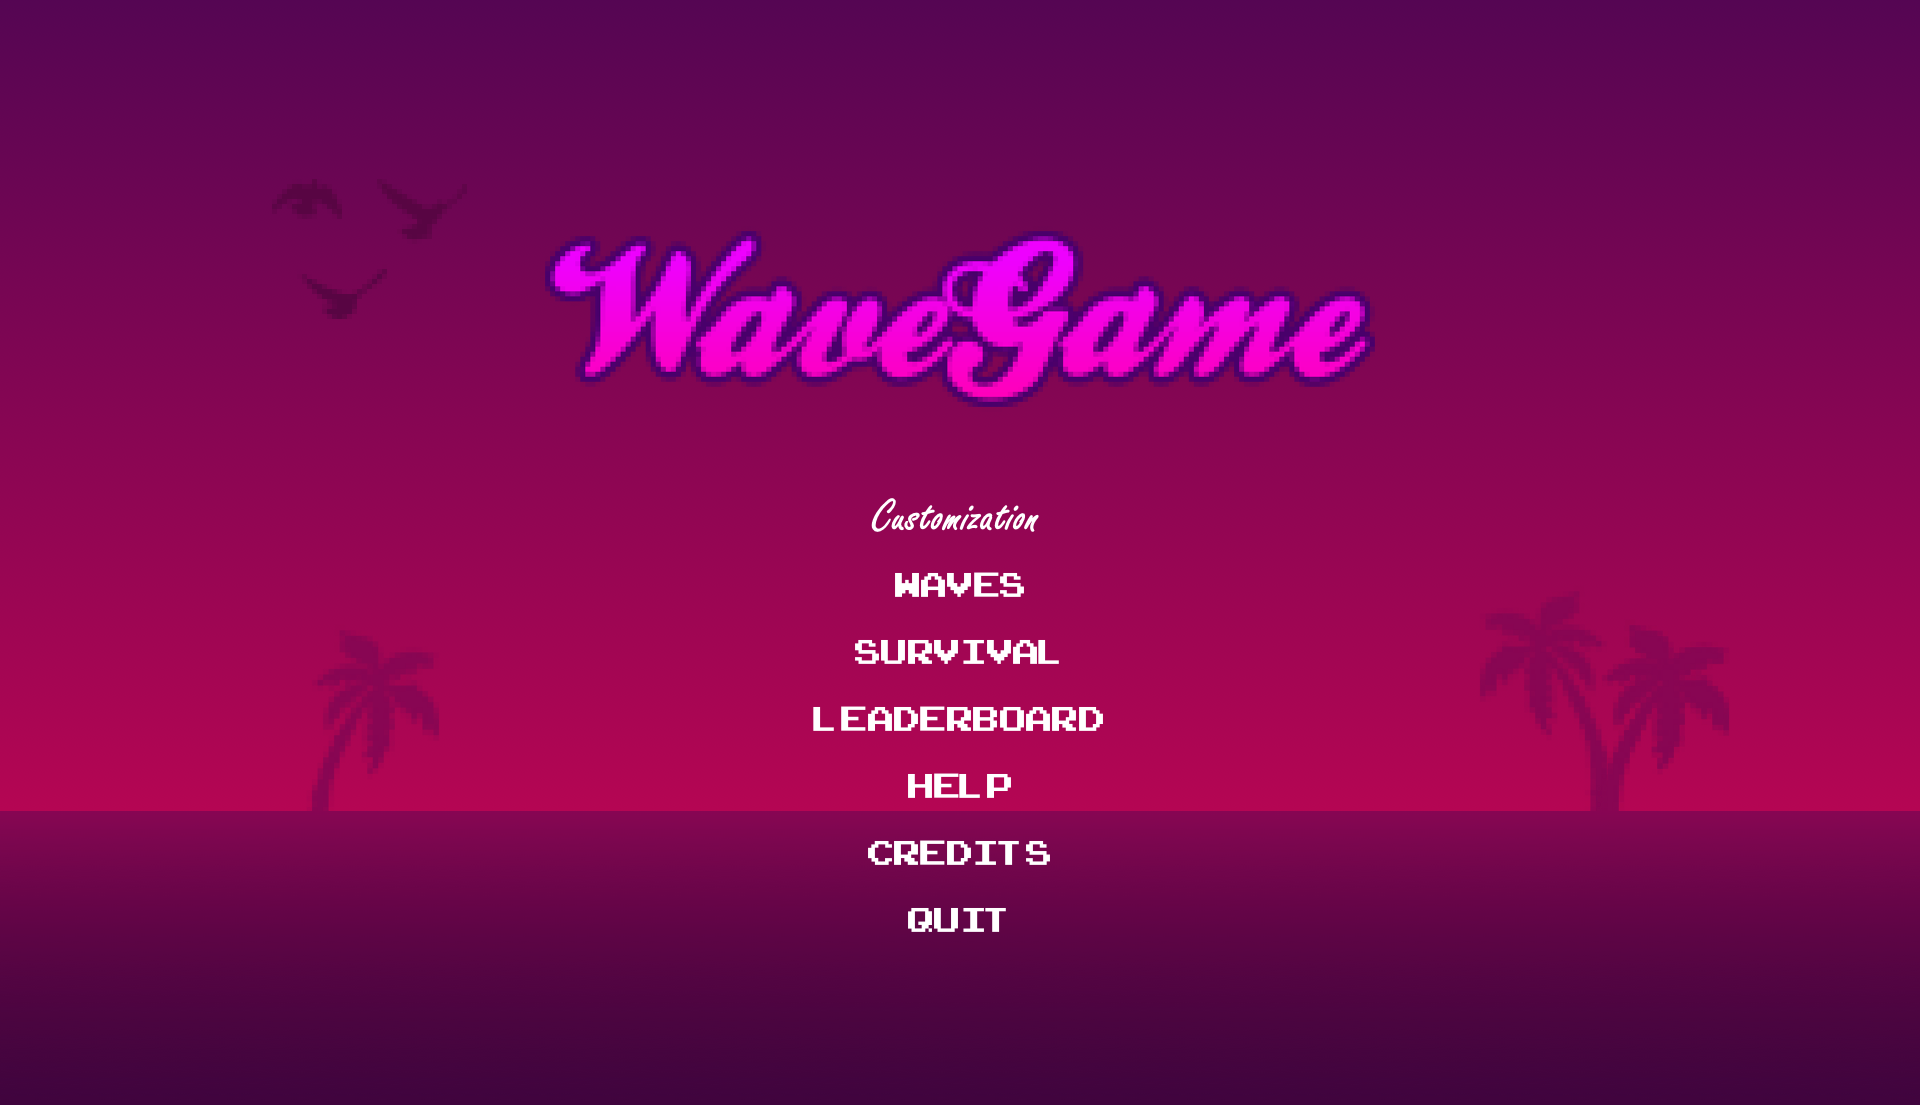 WaveGame
Customization
WAVES
SURVIVAL
LEADERBOARD
HELP
CREDITS
QUIT